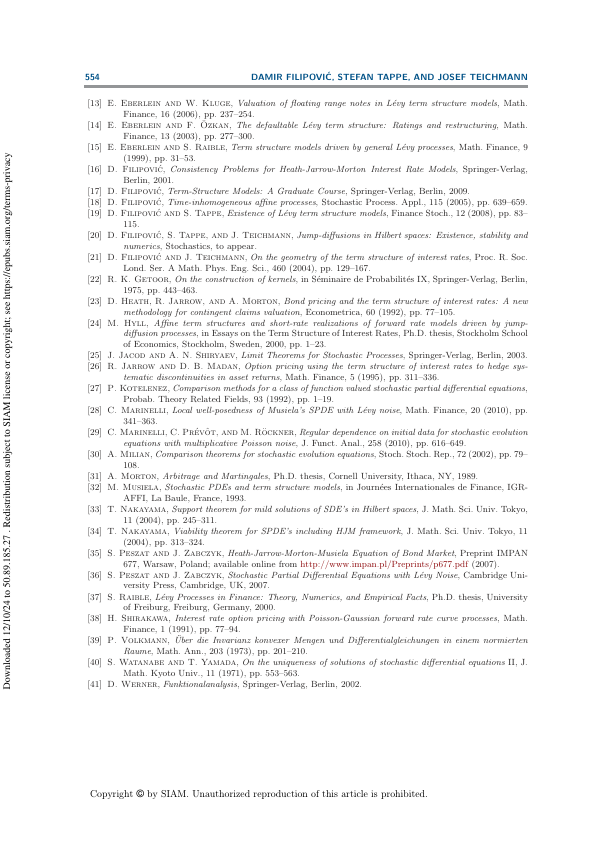 554
DAMIR FILIPOVIĆ, STEFAN TAPPE, AND JOSEF TEICHMANN
[13] E. EBERLEIN AND W. KLUGE, Valuation of floating range notes in Lévy term structure models, Math.
Finance, 16 (2006), pp. 237–254.
[14] E. EBERLEIN AND F. ÖZKAN, The defaultable Lévy term structure: Ratings and restructuring, Math.
Finance, 13 (2003), pp. 277–300.
[15] E. EBERLEIN AND S. RAIBLE, Term structure models driven by general Lévy processes, Math. Finance, 9
(1999), pp. 31–53.
[16] D. FILIPOVIĆ, Consistency Problems for Heath-Jarrow-Morton Interest Rate Models, Springer-Verlag,
Berlin, 2001.
[17] D. FILIPOVIĆ, Term-Structure Models: A Graduate Course, Springer-Verlag, Berlin, 2009.
[18] D. FILIPOVIĆ, Time-inhomogeneous affine processes, Stochastic Process. Appl., 115 (2005), pp. 639–659.
[19] D. FILIPOVIĆ AND S. TAPPE, Existence of Lévy term structure models, Finance Stoch., 12 (2008), pp. 83–
115.
[20] D. FILIPOVIĆ, S. TAPPE, AND J. TEICHMANN, Jump-diffusions in Hilbert spaces: Existence, stability and
numerics, Stochastics, to appear.
[21] D. FILIPOVIĆ AND J. TEICHMANN, On the geometry of the term structure of interest rates, Proc. R. Soc.
Lond. Ser. A Math. Phys. Eng. Sci., 460 (2004), pp. 129–167.
[22] R. K. GETOOR, On the construction of kernels, in Séminaire de Probabilités IX, Springer-Verlag, Berlin,
1975, pp. 443–463.
[23] D. HEATH, R. JARROW, AND A. MORTON, Bond pricing and the term structure of interest rates: A new
methodology for contingent claims valuation, Econometrica, 60 (1992), pp. 77–105.
[24] M. HYLL, Affine term structures and short-rate realizations of forward rate models driven by jump-
diffusion processes, in Essays on the Term Structure of Interest Rates, Ph.D. thesis, Stockholm School
of Economics, Stockholm, Sweden, 2000, pp. 1–23.
[25] J. JACOD AND A. N. SHIRYAEV, Limit Theorems for Stochastic Processes, Springer-Verlag, Berlin, 2003.
[26] R. JARROW AND D. B. MADAN, Option pricing using the term structure of interest rates to hedge sys-
tematic discontinuities in asset returns, Math. Finance, 5 (1995), pp. 311–336.
[27] P. KOTELENEZ, Comparison methods for a class of function valued stochastic partial differential equations,
Probab. Theory Related Fields, 93 (1992), pp. 1–19.
[28] C. MARINELLI, Local well-posedness of Musiela's SPDE with Lévy noise, Math. Finance, 20 (2010), pp.
341–363.
[29] C. MARINELLI, C. PRÉVÔT, AND M. RÖCKNER, Regular dependence on initial data for stochastic evolution
equations with multiplicative Poisson noise, J. Funct. Anal., 258 (2010), pp. 616–649.
[30] A. MILIAN, Comparison theorems for stochastic evolution equations, Stoch. Stoch. Rep., 72 (2002), pp. 79–
108.
[31] A. MORTON, Arbitrage and Martingales, Ph.D. thesis, Cornell University, Ithaca, NY, 1989.
[32] M. MUSIELA, Stochastic PDEs and term structure models, in Journées Internationales de Finance, IGR-
AFFI, La Baule, France, 1993.
[33] T. NAKAYAMA, Support theorem for mild solutions of SDE's in Hilbert spaces, J. Math. Sci. Univ. Tokyo,
11 (2004), pp. 245–311.
[34] T. NAKAYAMA, Viability theorem for SPDE's including HJM framework, J. Math. Sci. Univ. Tokyo, 11
(2004), pp. 313–324.
[35] S. PESZAT AND J. ZABCZYK, Heath-Jarrow-Morton-Musiela Equation of Bond Market, Preprint IMPAN
677, Warsaw, Poland; available online from http://www.impan.pl/Preprints/p677.pdf (2007).
[36] S. PESZAT AND J. ZABCZYK, Stochastic Partial Differential Equations with Lévy Noise, Cambridge Uni-
versity Press, Cambridge, UK, 2007.
[37] S. RAIBLE, Lévy Processes in Finance: Theory, Numerics, and Empirical Facts, Ph.D. thesis, University
of Freiburg, Freiburg, Germany, 2000.
[38] H. SHIRAKAWA, Interest rate option pricing with Poisson-Gaussian forward rate curve processes, Math.
Finance, 1 (1991), pp. 77–94.
[39] P. VOLKMANN, Über die Invarianz konvexer Mengen und Differentialgleichungen in einem normierten
Raume, Math. Ann., 203 (1973), pp. 201–210.
[40] S. WATANABE AND T. YAMADA, On the uniqueness of solutions of stochastic differential equations II, J.
Math. Kyoto Univ., 11 (1971), pp. 553–563.
[41] D. WERNER, Funktionalanalysis, Springer-Verlag, Berlin, 2002.
Copyright © by SIAM. Unauthorized reproduction of this article is prohibited.
Downloaded 12/10/24 to 50.89.185.27 . Redistribution subject to SIAM license or copyright; see https://epubs.siam.org/terms-privacy